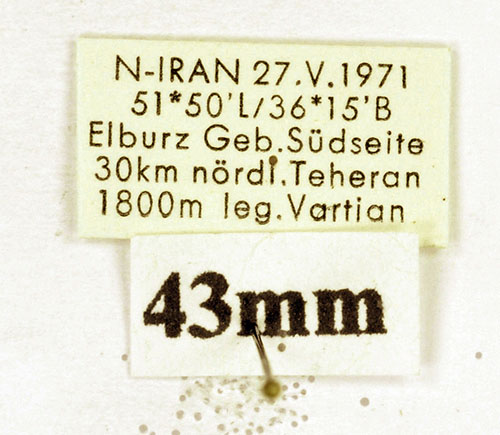 N-IRAN 27.V.1971
51*50'L/36*15'B
Elburz Geb.Südseite
30km nördl.Teheran
1800m leg.Vartian
43mm